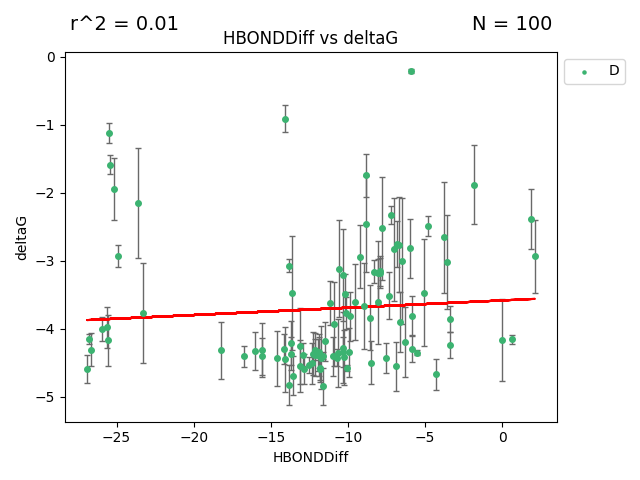 r^2 = 0.01
N = 100
HBONDDiff vs deltaG
D
0
−1
−2
−3
−4
−5
deltaG
−25
−20
−15
−10
−5
0
HBONDDiff